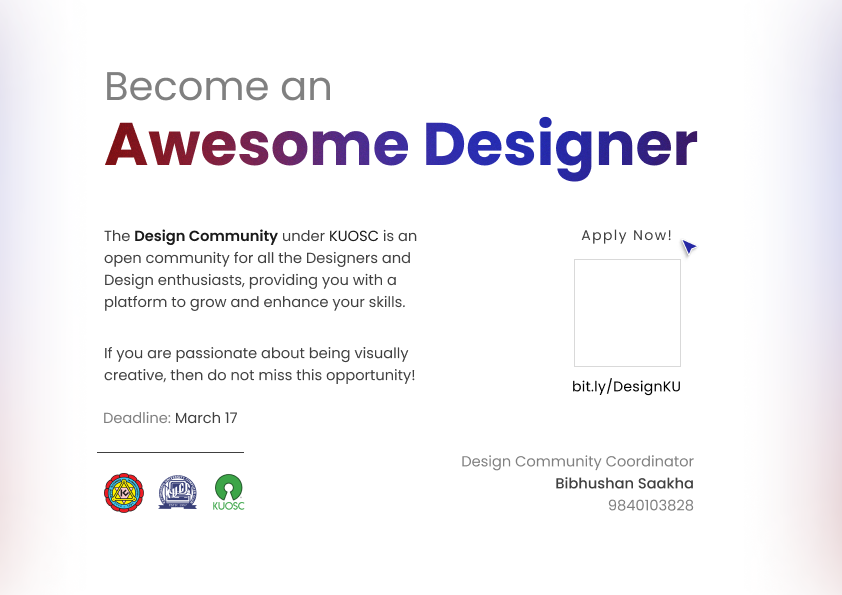 Become an
Awesome Designer
The Design Community under KUOSC is an
open community for all the Designers and
Design enthusiasts, providing you with a
platform to grow and enhance your skills.
If you are passionate about being visually
creative, then do not miss this opportunity!
Deadline: March 17
Apply Now!
bit.ly/DesignKU
Design Community Coordinator
Bibhushan Saakha
9840103828
KUOSC